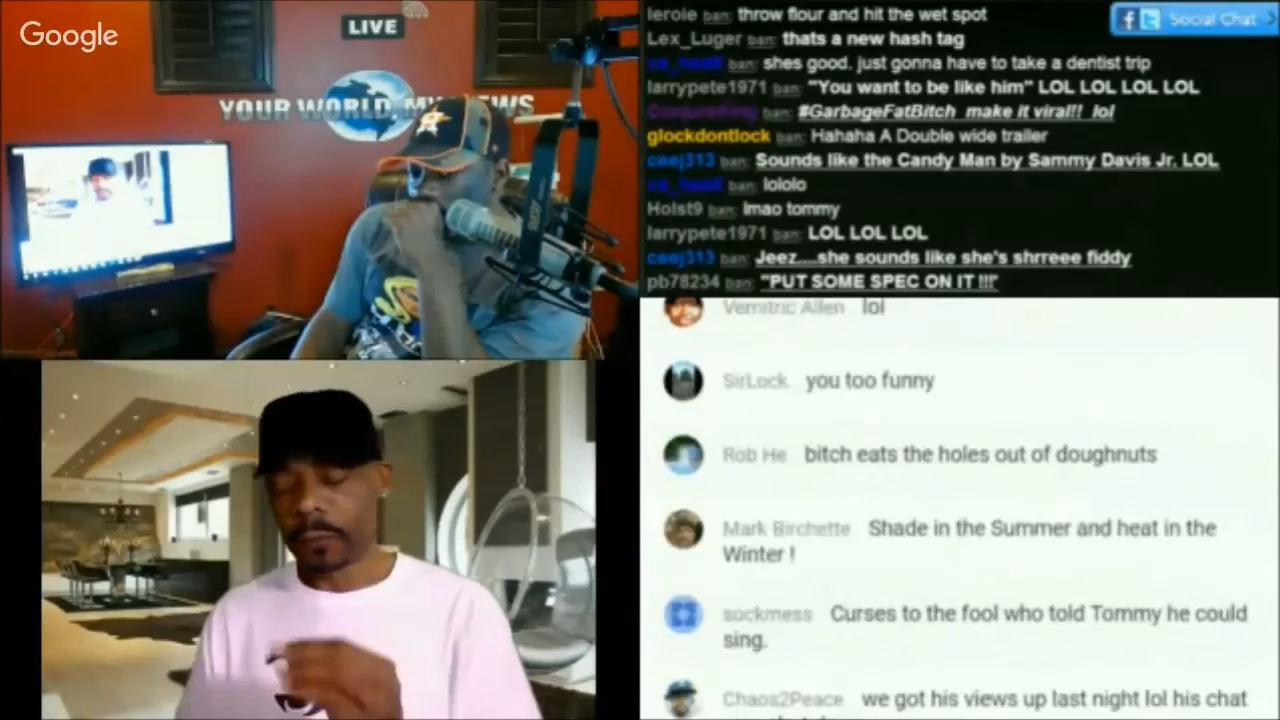 Google
LIVE
YOUR WORLD MY NEWS
Social Chat
leroie ban: throw flour and hit the wet spot
Lex_Luger ban: thats a new hash tag
ban: shes good. just gonna have to take a dentist trip
larrypete1971 ban: "You want to be like him" LOL LOL LOL LOL
ban: #GarbageFatBitch make it viral!! lol
glockdontlock ban: Hahaha A Double wide trailer
ceej313 ban: Sounds like the Candy Man by Sammy Davis Jr. LOL
ban: lololo
Holst9 ban: lmao tommy
larrypete1971 ban: LOL LOL LOL
ceej313 ban: Jeez....she sounds like she's shrreee fiddy
pb78234 ban: "PUT SOME SPEC ON IT !!!"
Vernitric Allen lol
SirLock you too funny
Rob He bitch eats the holes out of doughnuts
Mark Birchette Shade in the Summer and heat in the
Winter !
sockmess Curses to the fool who told Tommy he could
sing.
Chaos2Peace we got his views up last night lol his chat